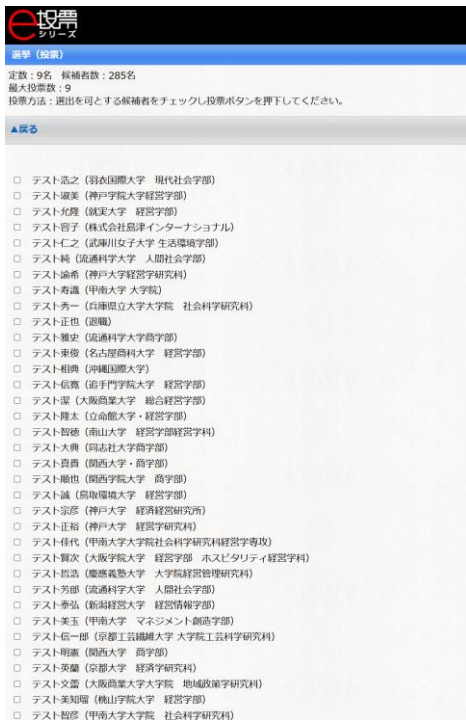 e投票
シリーズ
選挙（投票）
定数：9名　候補者数：285名
最大投票数：9
投票方法：選出を可とする候補者をチェックし投票ボタンを押下してください。
▲戻る
テスト浩之（羽衣国際大学　現代社会学部）
テスト淑美（神戸学院大学経営学部）
テスト允隆（就実大学　経営学部）
テスト容子（株式会社島津インターナショナル）
テスト仁之（武庫川女子大学 生活環境学部）
テスト純（流通科学大学　人間社会学部）
テスト諭希（神戸大学経営学研究科）
テスト寿識（甲南大学 大学院）
テスト秀一（兵庫県立大学大学院　社会科学研究科）
テスト正也（退職）
テスト雅史（流通科学大学商学部）
テスト東俊（名古屋商科大学　経営学部）
テスト相典（沖縄国際大学）
テスト信寛（追手門学院大学　経営学部）
テスト潔（大阪商業大学　総合経営学部）
テスト隆太（立命館大学・経営学部）
テスト智徳（南山大学　経営学部経営学科）
テスト大典（同志社大学商学部）
テスト真貴（関西大学・商学部）
テスト順也（関西学院大学　商学部）
テスト誠（鳥取環境大学　経営学部）
テスト宗彦（神戸大学　経済経営研究所）
テスト正裕（神戸大学　経営学研究科）
テスト佳代（甲南大学大学院社会科学研究科経営学専攻）
テスト賢次（大阪学院大学　経営学部　ホスピタリティ経営学科）
テスト哲浩（慶應義塾大学　大学院経営管理研究科）
テスト芳郎（流通科学大学　人間社会学部）
テスト泰弘（新潟経営大学　経営情報学部）
テスト美玉（甲南大学　マネジメント創造学部）
テスト信一郎（京都工芸繊維大学 大学院工芸科学研究科）
テスト明憲（関西大学　商学部）
テスト英蘭（京都大学　経済学研究科）
テスト文蕾（大阪商業大学大学院　地域政策学研究科）
テスト美知瑠（桃山学院大学　経営学部）
テスト智彦（甲南大学大学院　社会科学研究科）